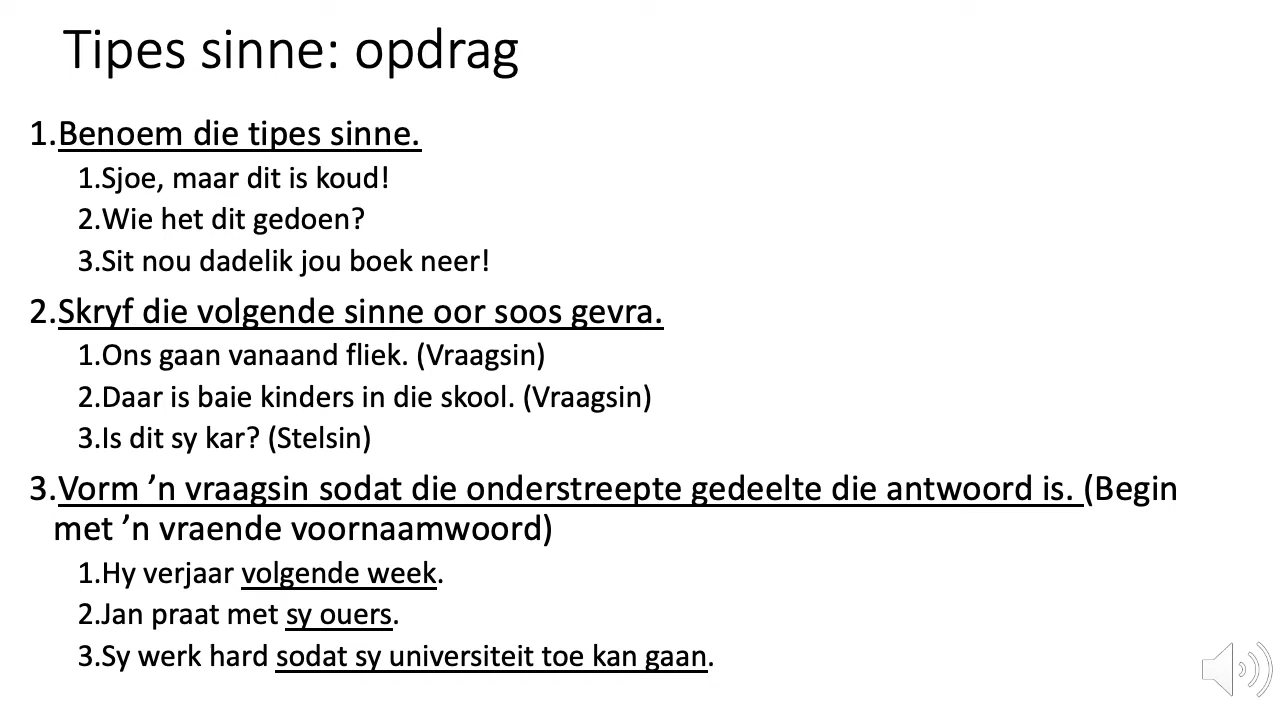 Tipes sinne: opdrag
1.Benoem die tipes sinne.
1.Sjoe, maar dit is koud!
2.Wie het dit gedoen?
3.Sit nou dadelik jou boek neer!
2.Skryf die volgende sinne oor soos gevra.
1.Ons gaan vanaand fliek. (Vraagsin)
2.Daar is baie kinders in die skool. (Vraagsin)
3.Is dit sy kar? (Stelsin)
3.Vorm ’n vraagsin sodat die onderstreepte gedeelte die antwoord is. (Begin
met ’n vraende voornaamwoord)
1.Hy verjaar volgende week.
2.Jan praat met sy ouers.
3.Sy werk hard sodat sy universiteit toe kan gaan.